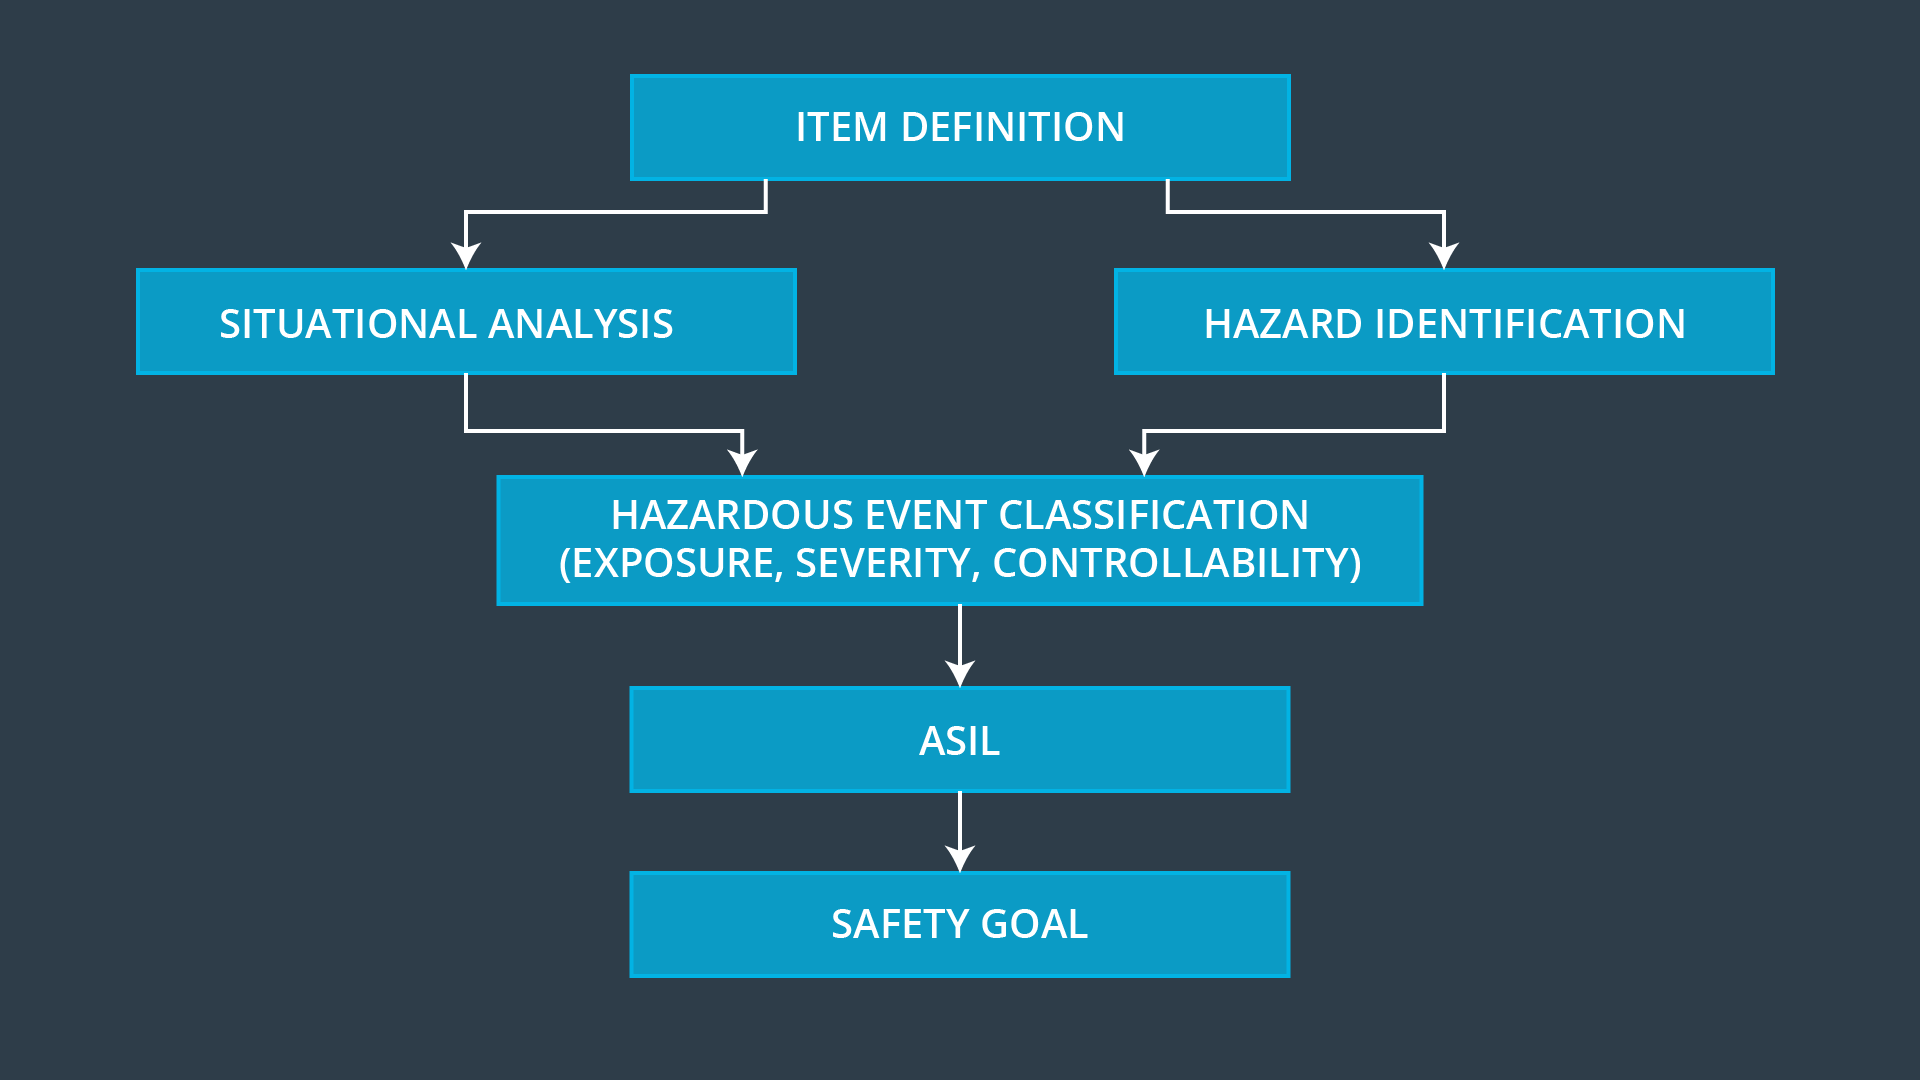 ITEM DEFINITION
SITUATIONAL ANALYSIS
HAZARD IDENTIFICATION
HAZARDOUS EVENT CLASSIFICATION
(EXPOSURE, SEVERITY, CONTROLLABILITY)
ASIL
SAFETY GOAL